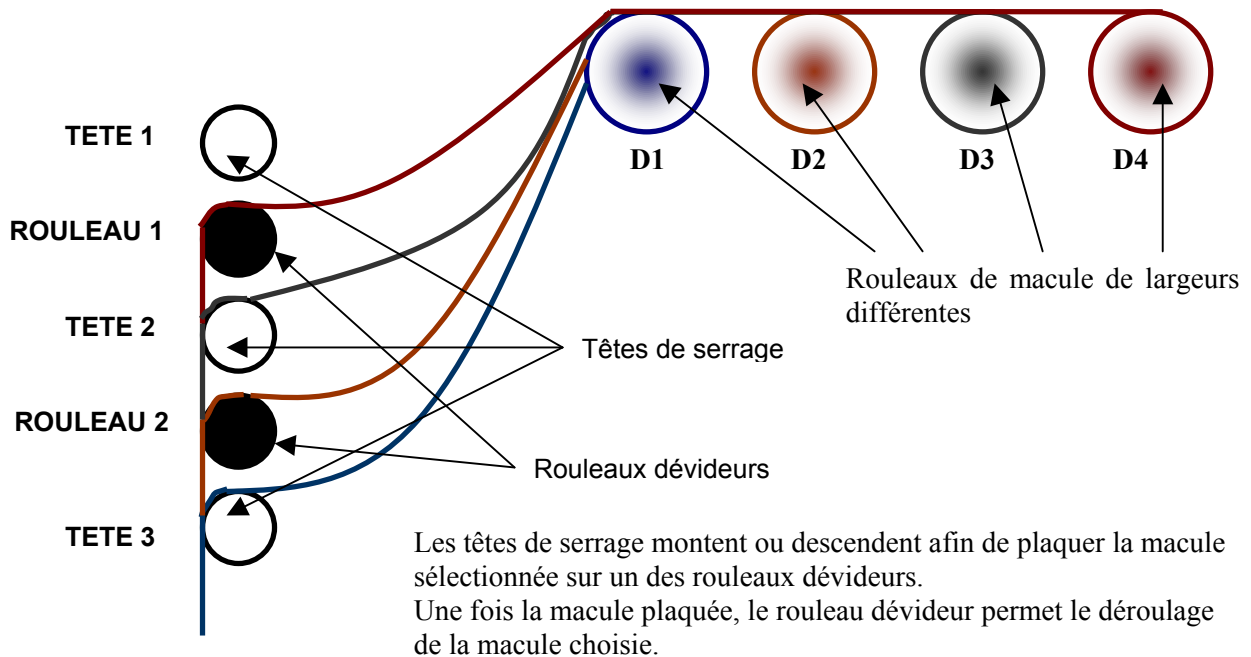 TETE 1
ROULEAU 1
TETE 2
ROULEAU 2
TETE 3
D1
D2
D3
D4
Rouleaux de macule de largeurs
différentes
Têtes de serrage
Rouleaux dévideurs
Les têtes de serrage montent ou descendent afin de plaquer la macule
sélectionnée sur un des rouleaux dévideurs.
Une fois la macule plaquée, le rouleau dévideur permet le déroulage
de la macule choisie.